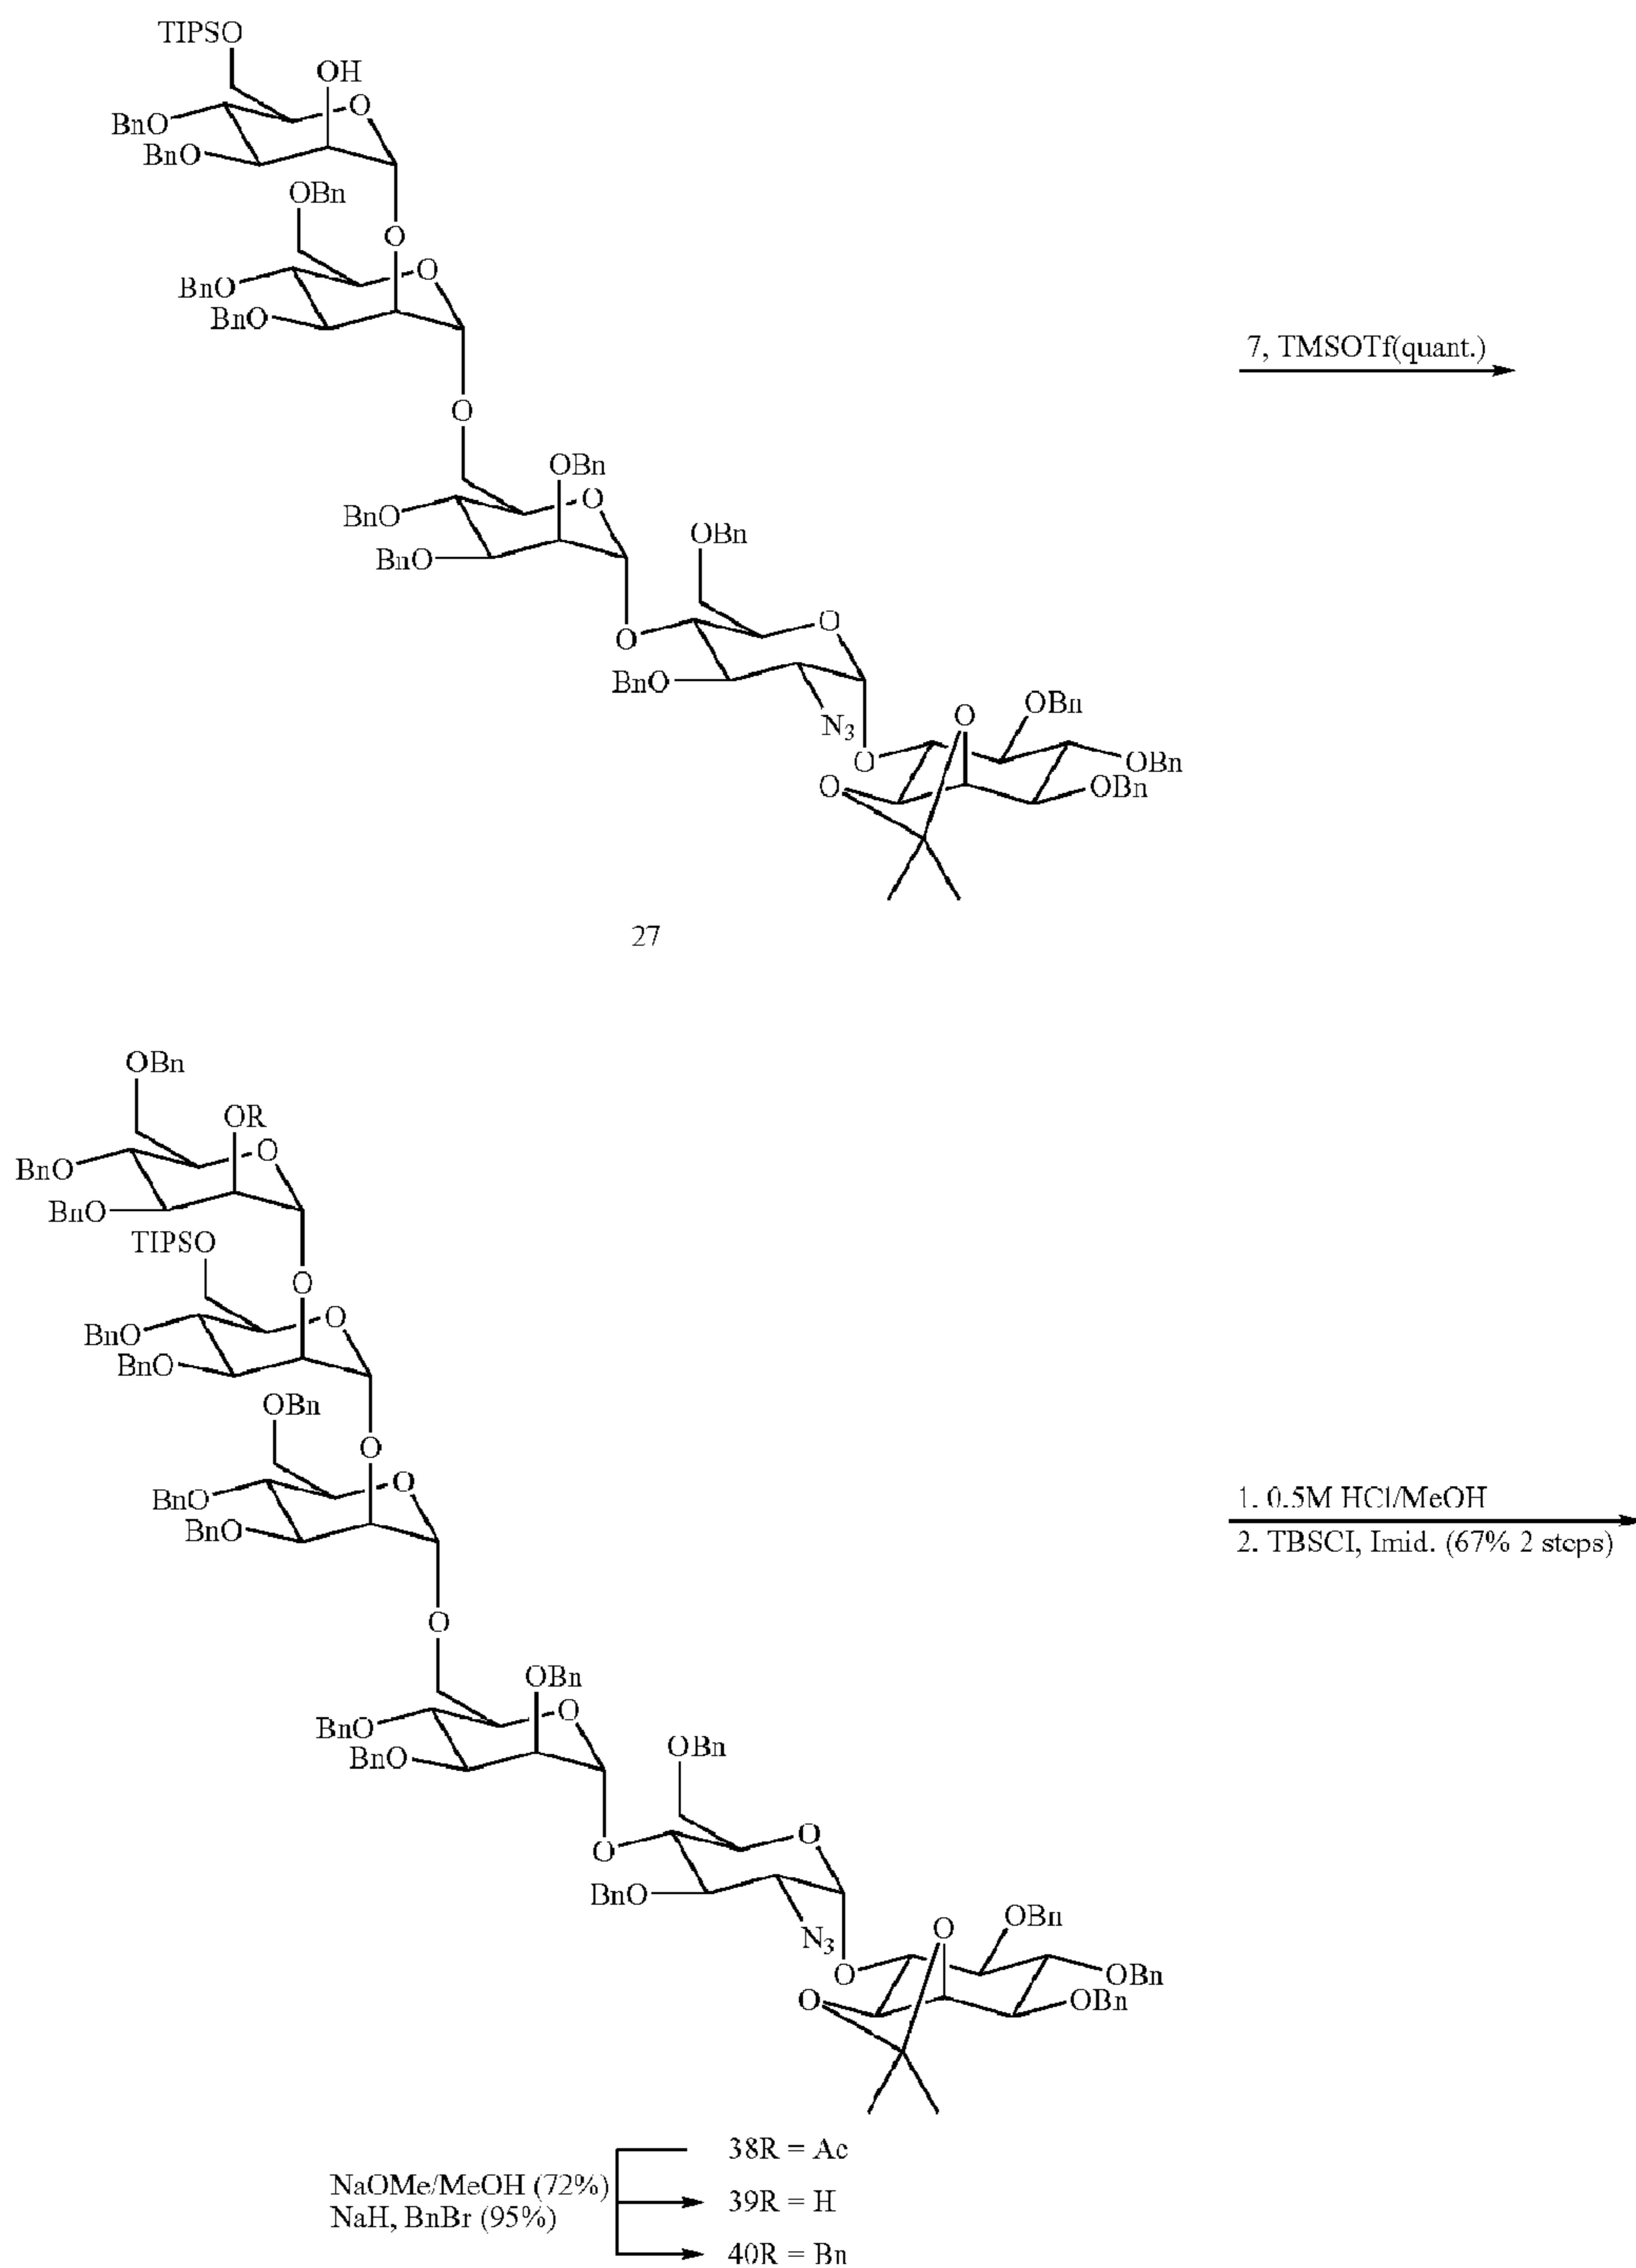 TIPSO
OH
O
BnO
BnO
OBn
O
O
BnO
BnO
O
OBn
O
BnO
BnO
OBn
O
O
BnO
N3
O
OBn
O
OBn
O
OBn
7, TMSOTf(quant.)
27
OBn
OR
O
BnO
BnO
TIPSO
O
O
BnO
BnO
OBn
O
O
BnO
BnO
O
OBn
O
BnO
BnO
OBn
O
O
BnO
N3
O
OBn
O
OBn
O
OBn
1. 0.5M HCl/MeOH
2. TBSCI, Imid. (67% 2 steps)
38R = Ac
NaOMe/MeOH (72%)
39R = H
NaH, BnBr (95%)
40R = Bn